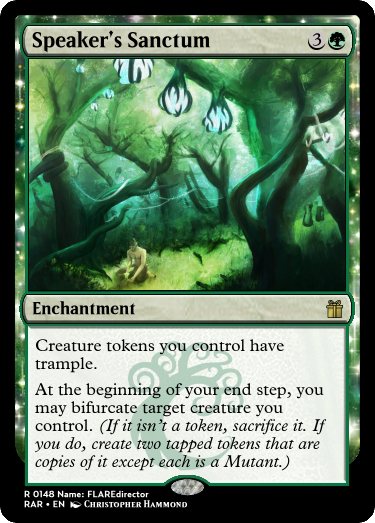 Speaker's Sanctum 3
Enchantment
Creature tokens you control have
trample.
At the beginning of your end step, you
may bifurcate target creature you
control. (If it isn't a token, sacrifice it. If
you do, create two tapped tokens that are
copies of it except each is a Mutant.)
R 0148 Name: FLAREdirector
RAR • EN Christopher Hammond